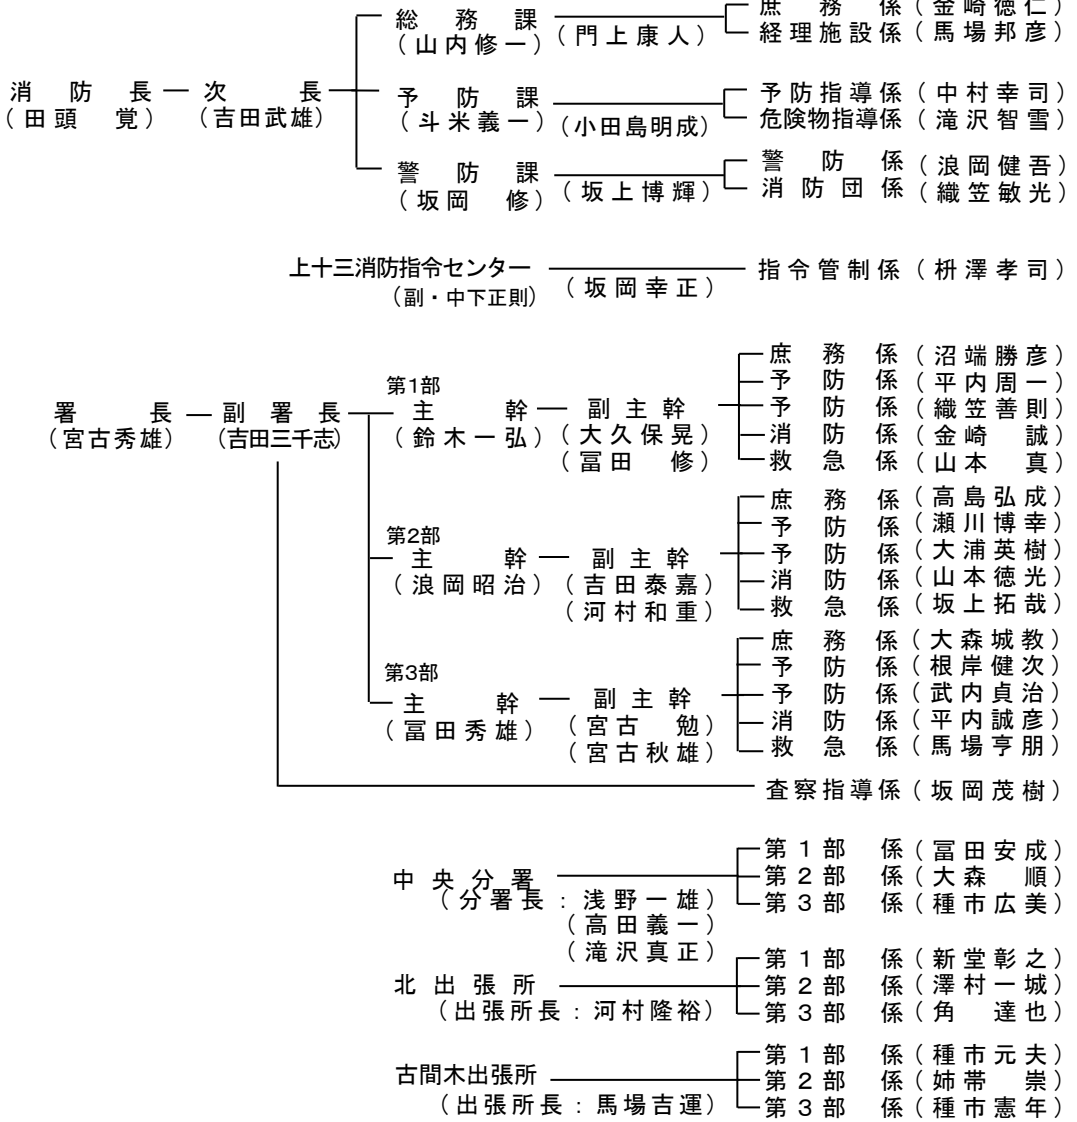 庶務係（金崎徳仁）
総務課
（山内修一）（門上康人）
経理施設係（馬場邦彦）
消防長 次長
（田頭 覚）（吉田武雄）
予防課
（斗米義一）（小田島明成）
予防指導係（中村幸司）
危険物指導係（滝沢智雪）
警防課
（坂岡 修）（坂上博輝）
警防係（浪岡健吾）
消防団係（織笠敏光）
上十三消防指令センター
（副・中下正則）（坂岡幸正）
指令管制係（枡澤孝司）
署長 副署長
（宮古秀雄）（吉田三千志）
第1部
主幹 副主幹
（鈴木一弘）（大久保晃）
（冨田 修）
庶務係（沼端勝彦）
予防係（平内周一）
予防係（織笠善則）
消防係（金崎 誠）
救急係（山本 真）
第2部
主幹 副主幹
（浪岡昭治）（吉田泰嘉）
（河村和重）
庶務係（高島弘成）
予防係（瀬川博幸）
予防係（大浦英樹）
消防係（山本徳光）
救急係（坂上拓哉）
第3部
主幹 副主幹
（冨田秀雄）（宮古 勉）
（宮古秋雄）
庶務係（大森城教）
予防係（根岸健次）
予防係（武内貞治）
消防係（平内誠彦）
救急係（馬場亨朋）
査察指導係（坂岡茂樹）
中央分署
（分署長：浅野一雄）
（高田義一）
（滝沢真正）
第1部 係（冨田安成）
第2部 係（大森 順）
第3部 係（種市広美）
北出張所
（出張所長：河村隆裕）
第1部 係（新堂彰之）
第2部 係（澤村一城）
第3部 係（角 達也）
古間木出張所
（出張所長：馬場吉運）
第1部 係（種市元夫）
第2部 係（姉帯 崇）
第3部 係（種市憲年）